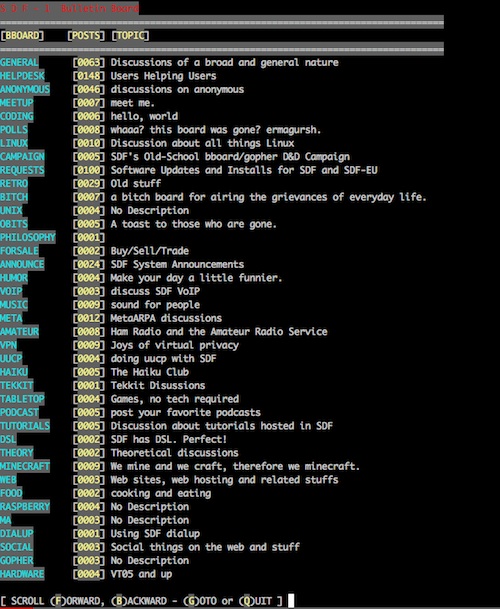 Bulletin Board
[BBOARD] [POSTS] [TOPIC]
GENERAL [0063] Discussions of a broad and general nature
HELPDESK [0148] Users Helping Users
ANONYMOUS [0046] discussions on anonymous
MEETUP [0007] meet me.
CODING [0006] hello, world
POLLS [0008] whaaa? this board was gone? ermagursh.
LINUX [0010] Discussion about all things Linux
CAMPAIGN [0005] SDF's Old-School bboard/gopher D&D Campaign
REQUESTS [0100] Software Updates and Installs for SDF and SDF-EU
RETRO [0029] Old stuff
BITCH [0007] a bitch board for airing the grievances of everyday life.
UNIX [0004] No Description
OBITS [0005] A toast to those who are gone.
PHILOSOPHY [0001]
FORSALE [0002] Buy/Sell/Trade
ANNOUNCE [0024] SDF System Announcements
HUMOR [0004] Make your day a little funnier.
VOIP [0003] discuss SDF VoIP
MUSIC [0009] sound for people
META [0012] MetaARPA discussions
AMATEUR [0008] Ham Radio and the Amateur Radio Service
VPN [0009] Joys of virtual privacy
UUCP [0004] doing uucp with SDF
HAIKU [0005] The Haiku Club
TEKKIT [0001] Tekkit Disussions
TABLETOP [0004] Games, no tech required
PODCAST [0005] post your favorite podcasts
TUTORIALS [0005] Discussion about tutorials hosted in SDF
DSL [0002] SDF has DSL. Perfect!
THEORY [0002] Theoretical discussions
MINECRAFT [0009] We mine and we craft, therefore we minecraft.
WEB [0003] Web sites, web hosting and related stuffs
FOOD [0002] cooking and eating
RASPBERRY [0004] No Description
MA [0003] No Description
DIALUP [0001] Using SDF dialup
SOCIAL [0003] Social things on the web and stuff
GOPHER [0003] No Description
HARDWARE [0004] VT05 and up
[ SCROLL (F)ORWARD, (B)ACKWARD - (G)OTO or (Q)UIT ]